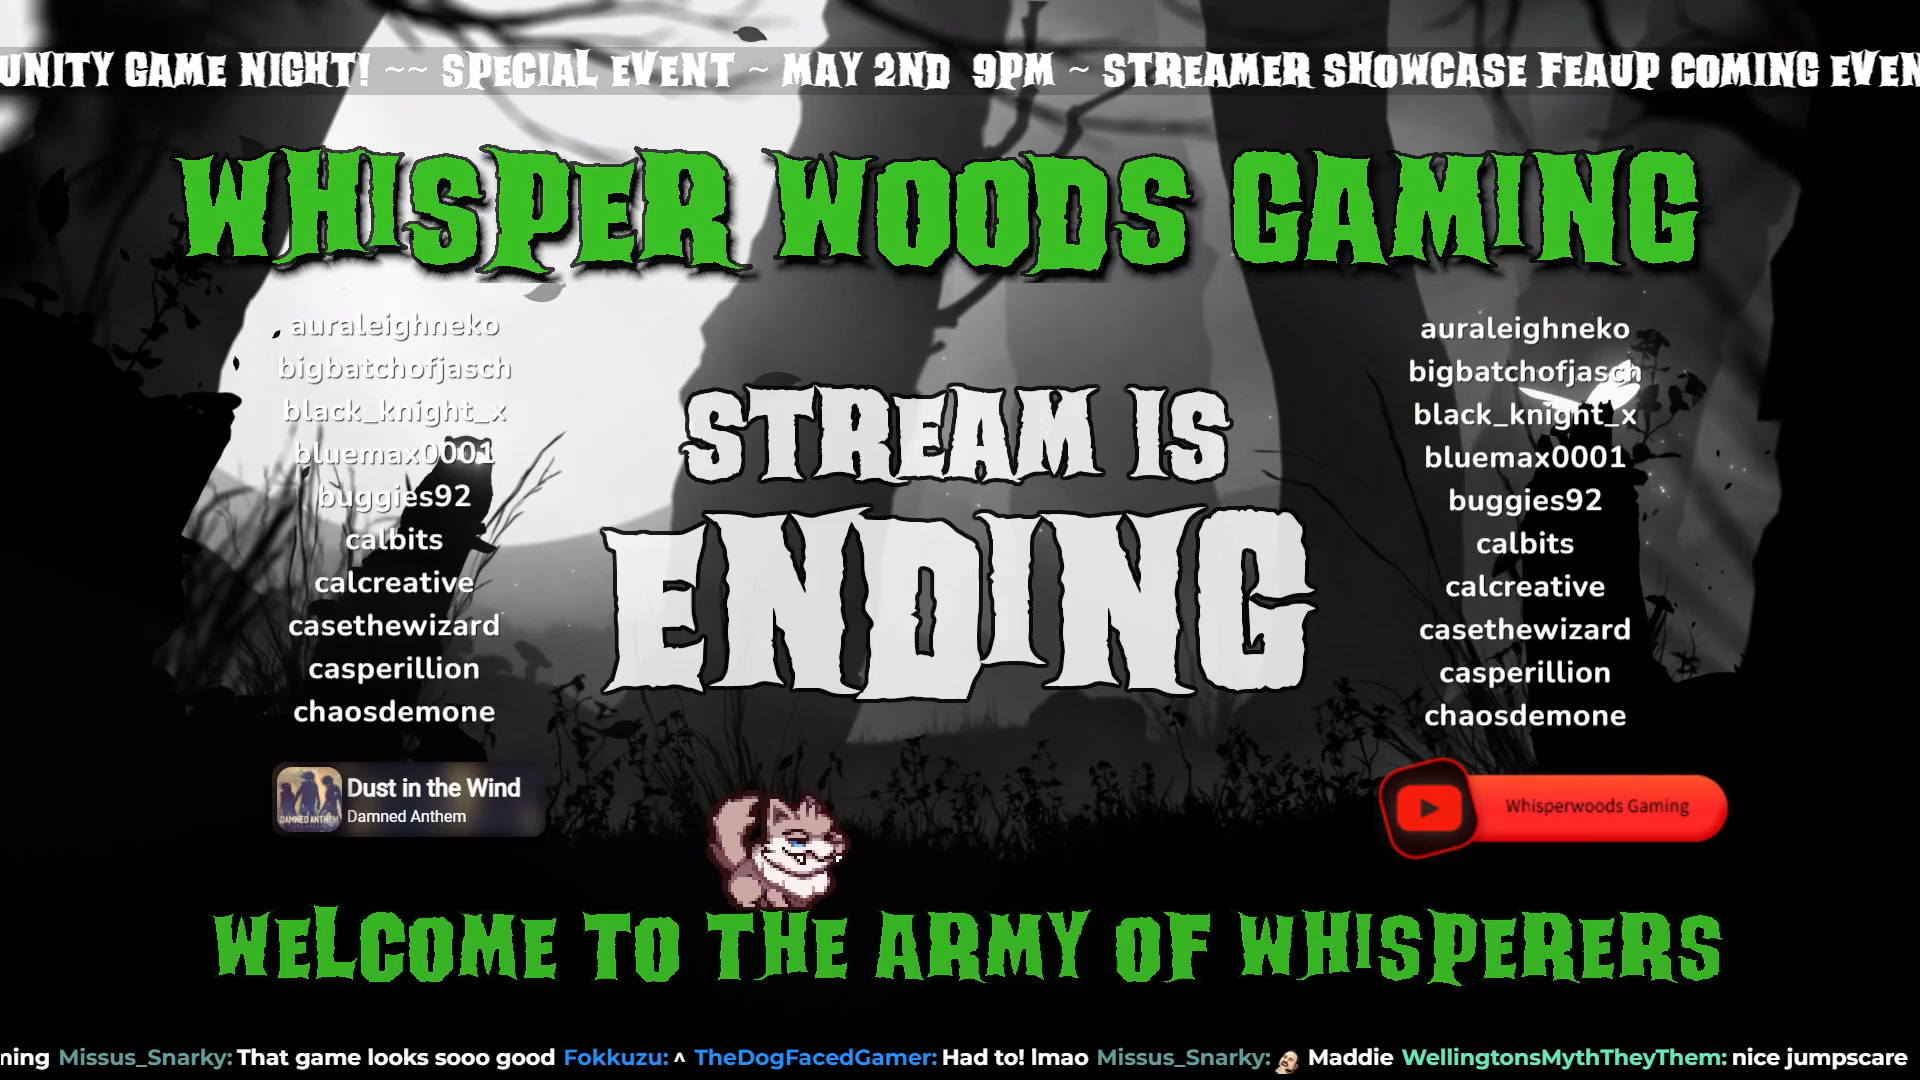 UNITY GAME NIGHT! ~~ SPECIAL EVENT ~ MAY 2ND 9PM ~ STREAMER SHOWCASE FEAUP COMING EVEN
WHISPER WOODS GAMING
auraleighneko
bigbatchofjasch
black_knight_x
bluemax0001
buggies92
calbits
calcreative
casethewizard
casperillion
chaosdemone
STREAM IS
ENDING
auraleighneko
bigbatchofjasch
black_knight_x
bluemax0001
buggies92
calbits
calcreative
casethewizard
casperillion
chaosdemone
DAMNED ANTHEM
Dust in the Wind
Damned Anthem
Whisperwoods Gaming
WELCOME TO THE ARMY OF WHISPERERS
ming Missus_Snarky: That game looks sooo good Fokkuzu: ^ TheDogFacedGamer: Had to! lmao Missus_Snarky: Maddie WellingtonsMythTheyThem: nice jumpscare